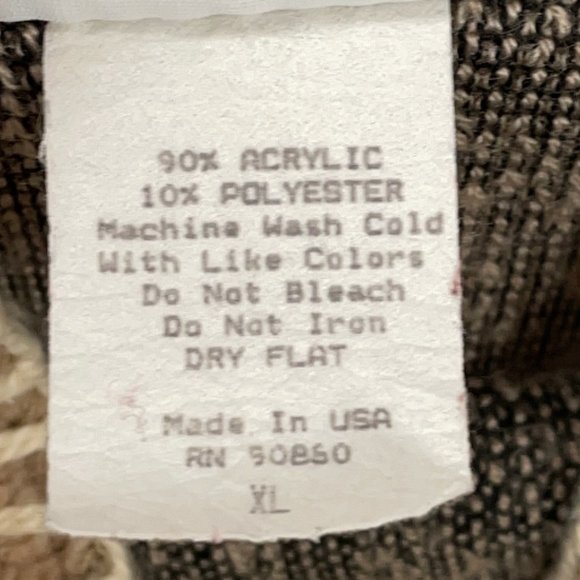 90% ACRYLIC
10% POLYESTER
Machine Wash Cold
With Like Colors
Do Not Bleach
Do Not Iron
DRY FLAT
Made In USA
RN
XL